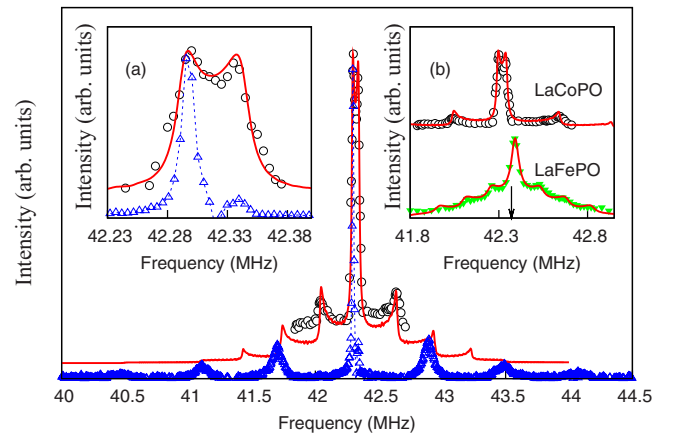 Intensity (arb. units)
(a)
Intensity (arb. units)
42.23 42.28 42.33 42.38
Frequency (MHz)
(b)
LaCoPO
LaFePO
Intensity (arb. units)
41.8 42.3 42.8
Frequency (MHz)
40 40.5 41 41.5 42 42.5 43 43.5 44 44.5
Frequency (MHz)